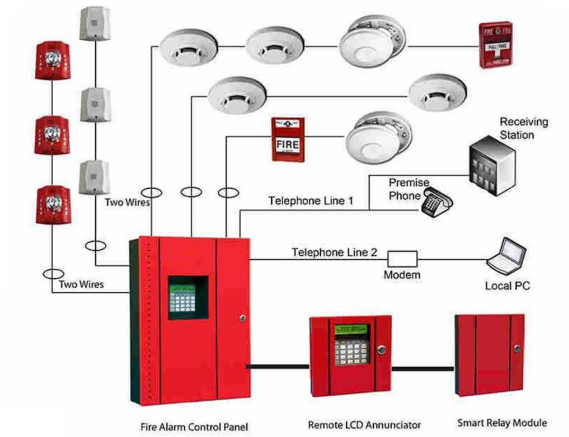 FIRE
Receiving
Station
Two Wires
Telephone Line 1
Premise
Phone
Telephone Line 2
Modem
Local PC
Two Wires
Fire Alarm Control Panel
Remote LCD Annunciator
Smart Relay Module